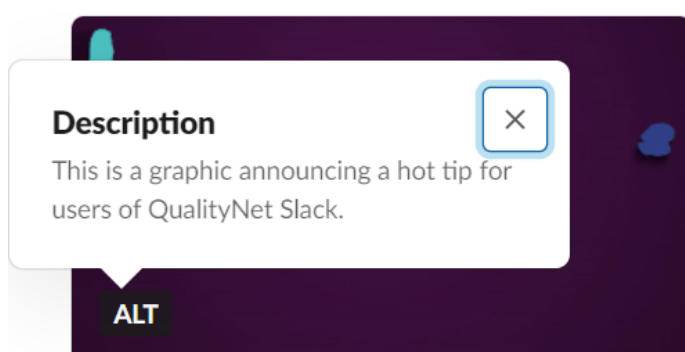 Description
This is a graphic announcing a hot tip for
users of QualityNet Slack.
ALT